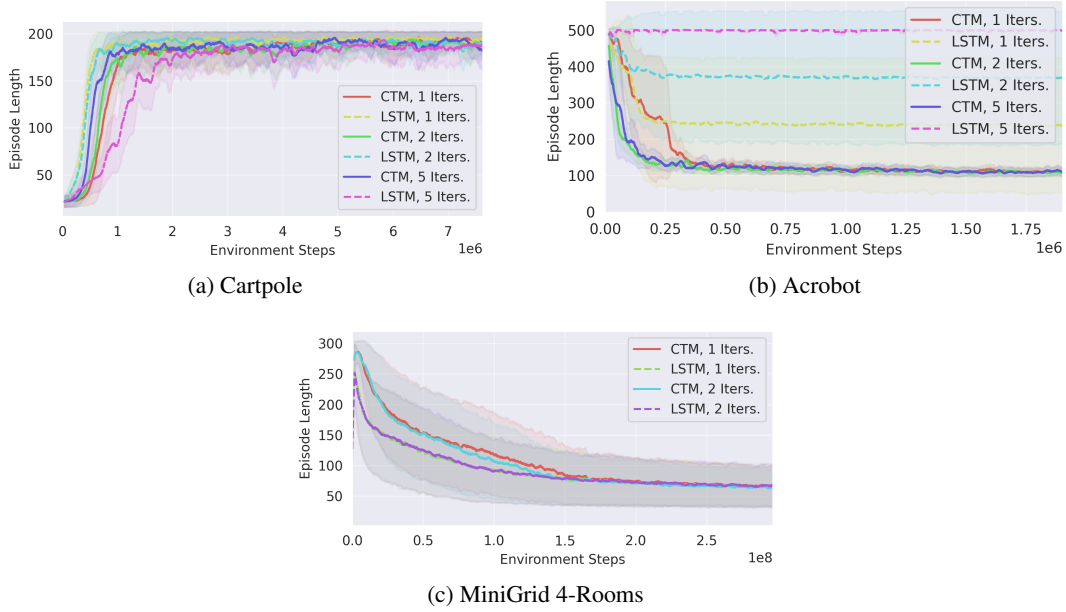 200
150
100
50
Episode Length
CTM, 1 Iters.
LSTM, 1 Iters.
CTM, 2 Iters.
LSTM, 2 Iters.
CTM, 5 Iters.
LSTM, 5 Iters.
0 1 2 3 4 5 6 7
1e6
Environment Steps
(a) Cartpole
500
400
300
200
100
0
Episode Length
CTM, 1 Iters.
LSTM, 1 Iters.
CTM, 2 Iters.
LSTM, 2 Iters.
CTM, 5 Iters.
LSTM, 5 Iters.
0.00 0.25 0.50 0.75 1.00 1.25 1.50 1.75
Environment Steps
1e6
(b) Acrobot
300
250
200
150
100
50
Episode Length
CTM, 1 Iters.
LSTM, 1 Iters.
CTM, 2 Iters.
LSTM, 2 Iters.
0.0 0.5 1.0 1.5 2.0 2.5
Environment Steps
1e8
(c) MiniGrid 4-Rooms